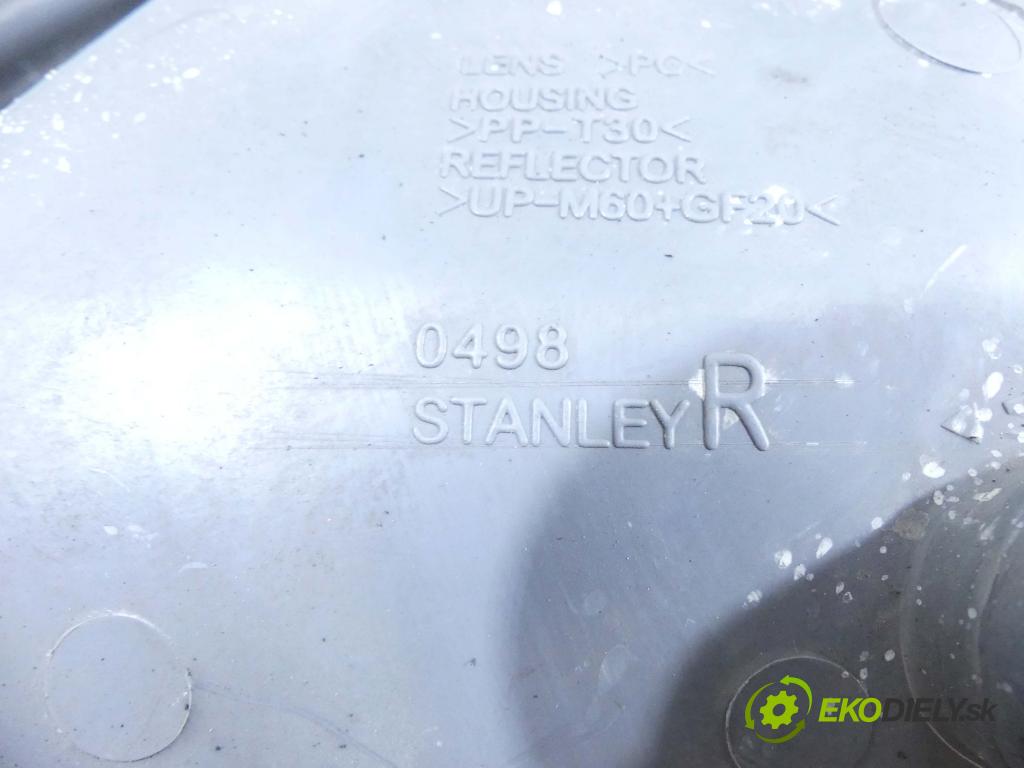 LENS >PC<
HOUSING
>PP-T30<
REFLECTOR
>UP-M60+GF20<
0498
STANLEY R
EKODIELY.sk